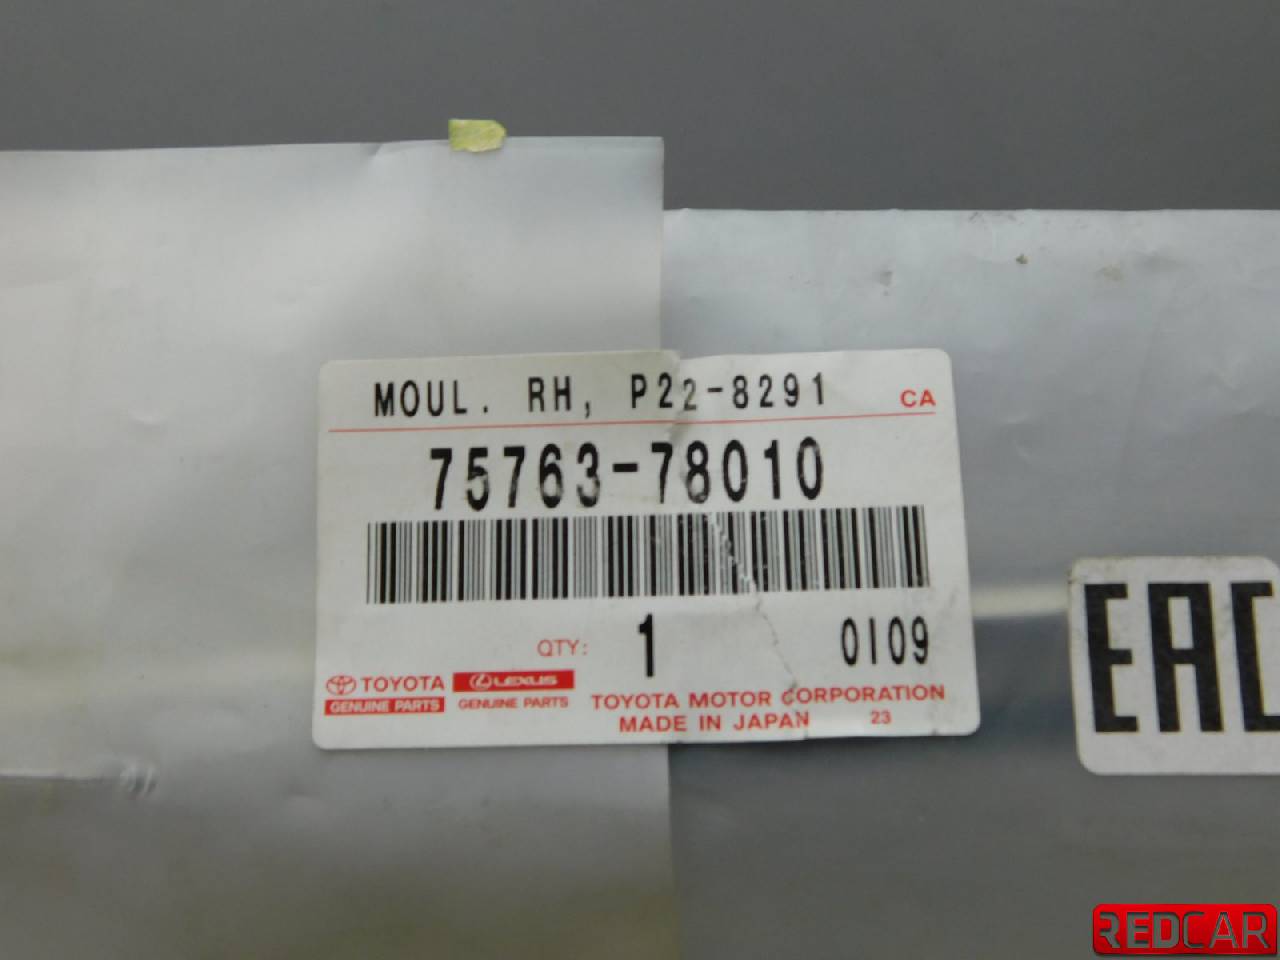 MOUL. RH, P22-8291
CA
75763-78010
QTY: 1
0109
TOYOTA
GENUINE PARTS
LEXUS
GENUINE PARTS
TOYOTA MOTOR CORPORATION
MADE IN JAPAN 23
EAC
REDCAR